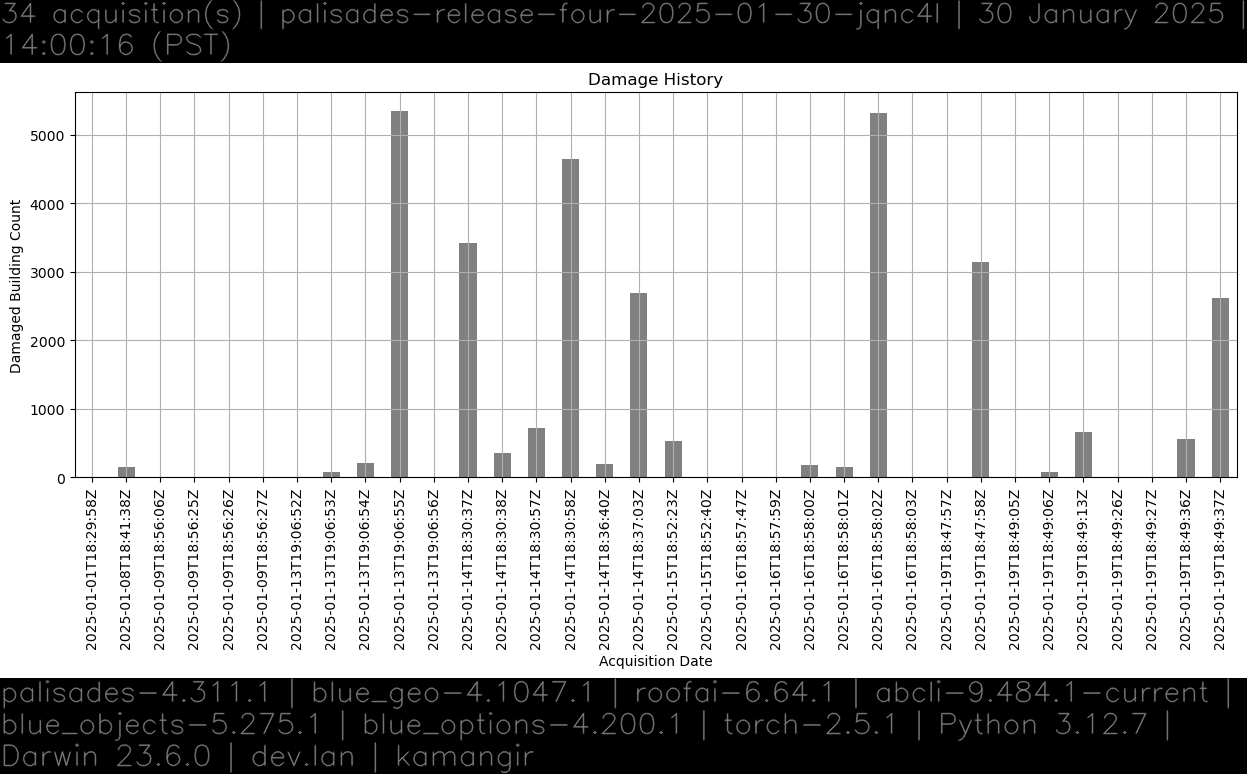 34 acquisition(s) | palisades-release-four-2025-01-30-jqnc4l | 30 January 2025 |
14:00:16 (PST)
Damage History
Damaged Building Count
5000
4000
3000
2000
1000
0
2025-01-01T18:29:58Z
2025-01-08T18:41:38Z
2025-01-09T18:56:06Z
2025-01-09T18:56:25Z
2025-01-09T18:56:26Z
2025-01-09T18:56:27Z
2025-01-13T19:06:52Z
2025-01-13T19:06:53Z
2025-01-13T19:06:54Z
2025-01-13T19:06:55Z
2025-01-13T19:06:56Z
2025-01-14T18:30:37Z
2025-01-14T18:30:38Z
2025-01-14T18:30:57Z
2025-01-14T18:30:58Z
2025-01-14T18:36:40Z
2025-01-14T18:37:03Z
2025-01-15T18:52:23Z
2025-01-15T18:52:40Z
2025-01-16T18:57:47Z
2025-01-16T18:57:59Z
2025-01-16T18:58:00Z
2025-01-16T18:58:01Z
2025-01-16T18:58:02Z
2025-01-16T18:58:03Z
2025-01-19T18:47:57Z
2025-01-19T18:47:58Z
2025-01-19T18:49:05Z
2025-01-19T18:49:06Z
2025-01-19T18:49:13Z
2025-01-19T18:49:26Z
2025-01-19T18:49:27Z
2025-01-19T18:49:36Z
2025-01-19T18:49:37Z
Acquisition Date
palisades-4.311.1 | blue_geo-4.1047.1 | roofai-6.64.1 | abcli-9.484.1-current |
blue_objects-5.275.1 | blue_options-4.200.1 | torch-2.5.1 | Python 3.12.7 |
Darwin 23.6.0 | dev.lan | kamangir